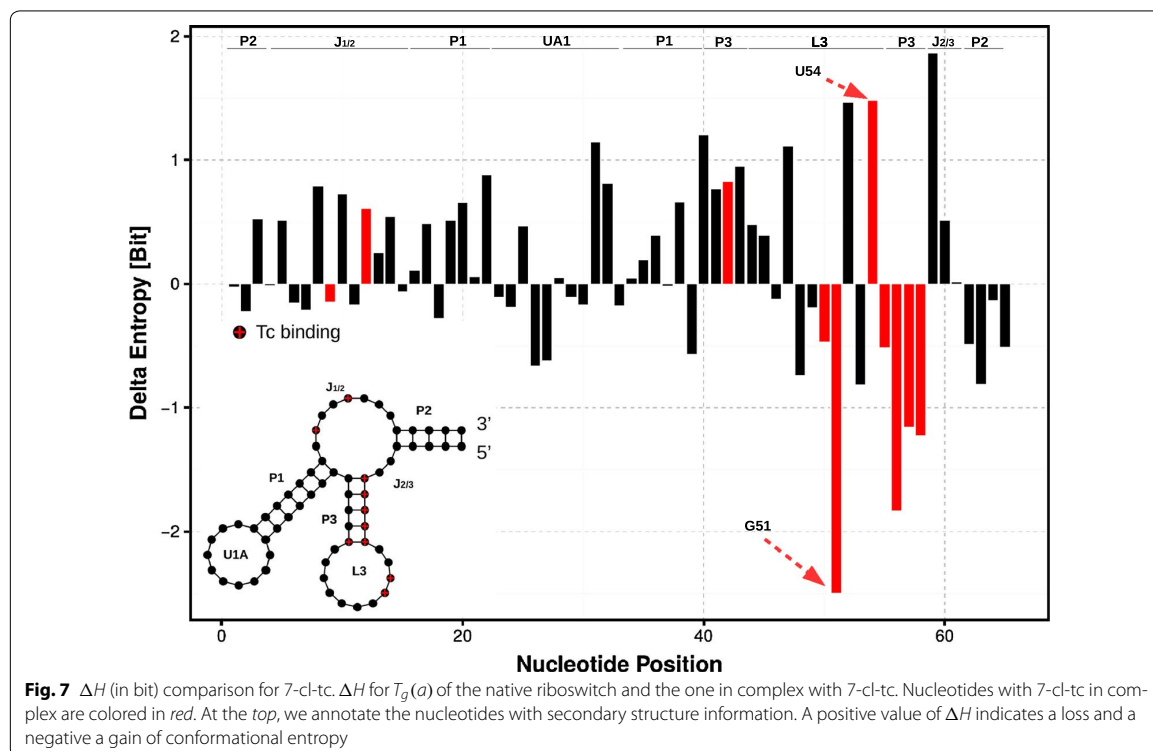 P2 J1/2 P1 UA1 P1 P3 L3 P3 J2/3 P2
2
1
0
−1
−2
Delta Entropy [Bit]
U54
G51
Tc binding
J1/2
P2
3'
5'
P1
J2/3
P3
U1A
L3
0 20 40 60
Nucleotide Position
Fig. 7 ΔH (in bit) comparison for 7-cl-tc. ΔH for Tg(a) of the native riboswitch and the one in complex with 7-cl-tc. Nucleotides with 7-cl-tc in com-
plex are colored in red. At the top, we annotate the nucleotides with secondary structure information. A positive value of ΔH indicates a loss and a
negative a gain of conformational entropy